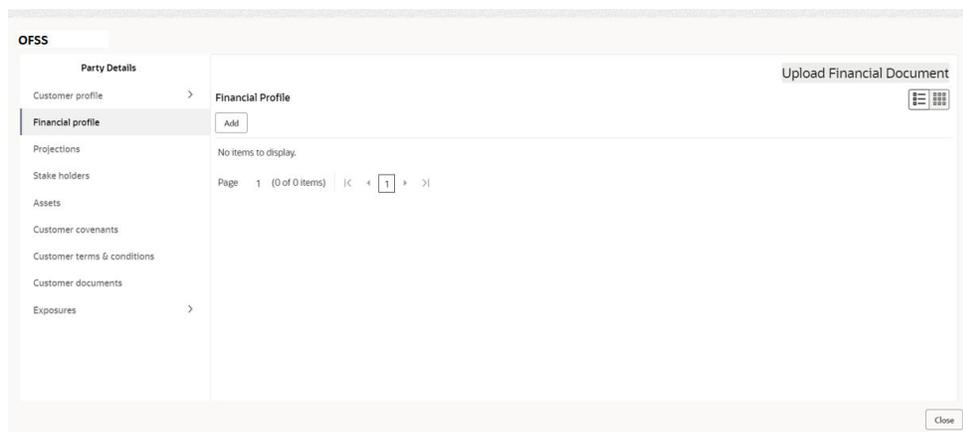 OFSS
Party Details
Customer profile
Financial profile
Projections
Stake holders
Assets
Customer covenants
Customer terms & conditions
Customer documents
Exposures
Upload Financial Document
Financial Profile
Add
No items to display.
Page 1 (0 of 0 items) 1
Close